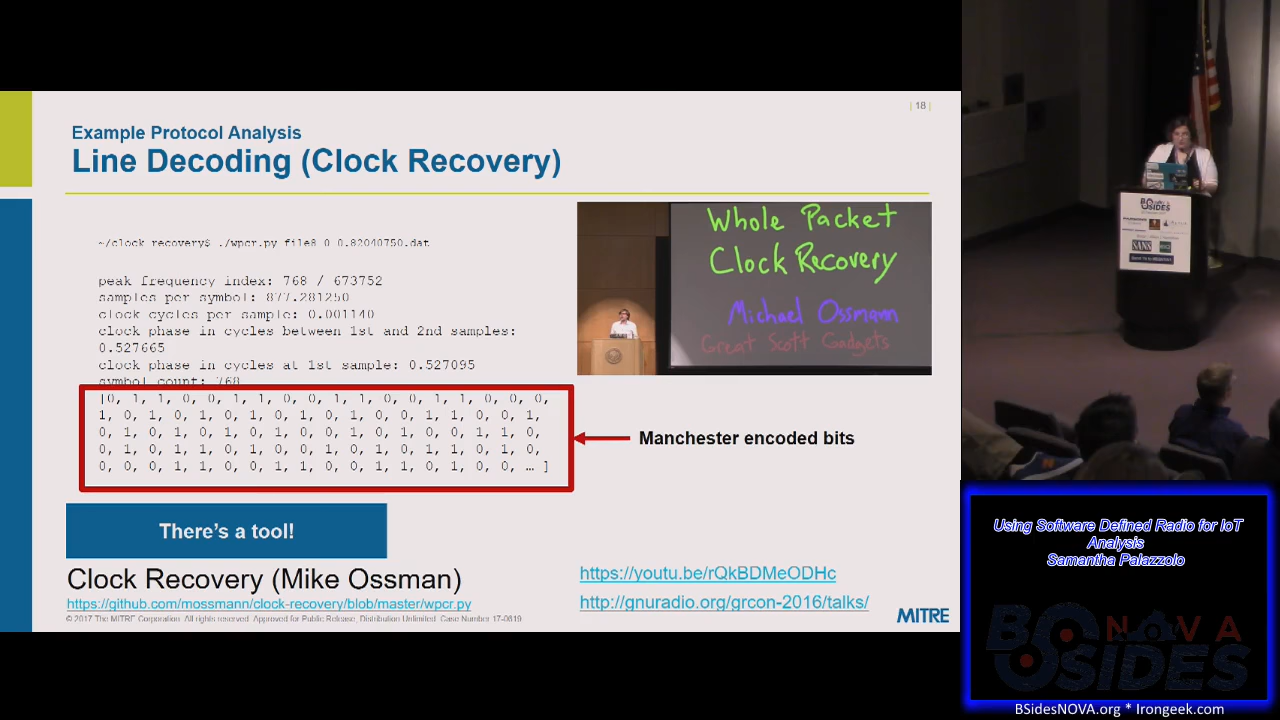 | 18 |
Example Protocol Analysis
Line Decoding (Clock Recovery)
~/clock recovery$ ./wpcr.py file8 0 0.82040750.dat
peak frequency index: 768 / 673752
samples per symbol: 877.281250
clock cycles per sample: 0.001140
clock phase in cycles between 1st and 2nd samples:
0.527665
clock phase in cycles at 1st sample: 0.527095
symbol count: 768
[0, 1, 1, 0, 0, 1, 1, 0, 0, 1, 1, 0, 0, 1, 1, 0, 0, 0,
1, 0, 1, 0, 1, 0, 1, 0, 1, 0, 1, 0, 0, 1, 1, 0, 0, 1,
0, 1, 0, 1, 0, 1, 0, 1, 0, 0, 1, 0, 1, 0, 0, 1, 1, 0,
0, 1, 0, 1, 1, 0, 1, 0, 0, 1, 0, 1, 0, 1, 1, 0, 1, 0,
0, 0, 0, 1, 1, 0, 0, 1, 1, 0, 0, 1, 1, 0, 1, 0, 0, … ]
Whole Packet
Clock Recovery
Michael Ossmann
Great Scott Gadgets
Manchester encoded bits
There's a tool!
Clock Recovery (Mike Ossman)
https://github.com/mossmann/clock-recovery/blob/master/wpcr.py
https://youtu.be/rQkBDMeODHc
http://gnuradio.org/grcon-2016/talks/
© 2017 The MITRE Corporation. All rights reserved. Approved for Public Release, Distribution Unlimited. Case Number 17-0619
MITRE
BSIDES
SANS
Using Software Defined Radio for IoT
Analysis
Samantha Palazzolo
NOVA
BSIDES
BSidesNOVA.org * Irongeek.com